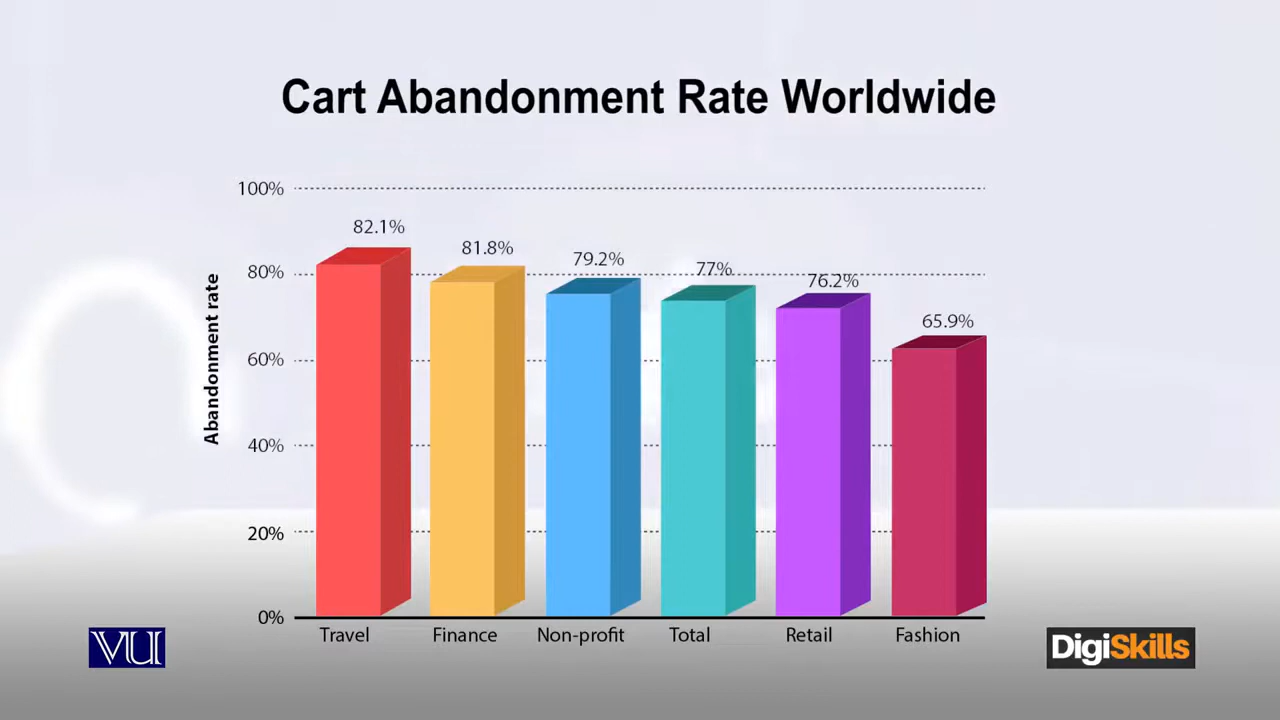 Cart Abandonment Rate Worldwide
Abandonment rate
100%
80%
60%
40%
20%
0%
82.1%
81.8%
79.2%
77%
76.2%
65.9%
Travel
Finance
Non-profit
Total
Retail
Fashion
VU
DigiSkills